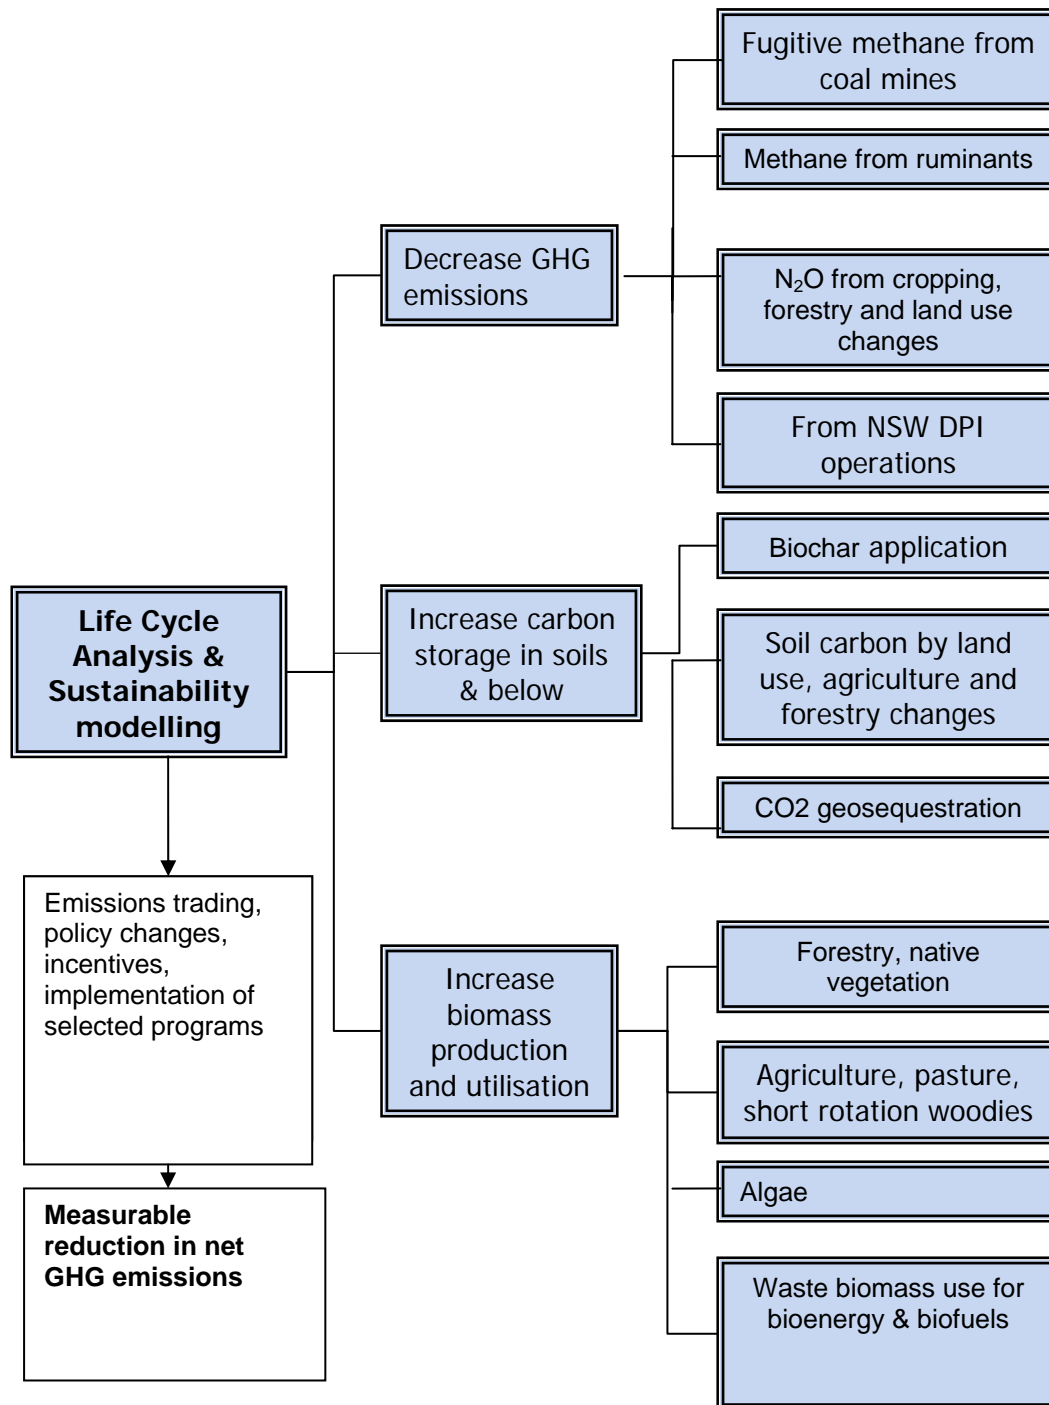 Fugitive methane from
coal mines
Methane from ruminants
Decrease GHG
emissions
N₂O from cropping,
forestry and land use
changes
From NSW DPI
operations
Biochar application
Life Cycle
Analysis &
Sustainability
modelling
Increase carbon
storage in soils
& below
Soil carbon by land
use, agriculture and
forestry changes
CO2 geosequestration
Emissions trading,
policy changes,
incentives,
implementation of
selected programs
Increase
biomass
production
and utilisation
Forestry, native
vegetation
Agriculture, pasture,
short rotation woodies
Algae
Measurable
reduction in net
GHG emissions
Waste biomass use for
bioenergy & biofuels